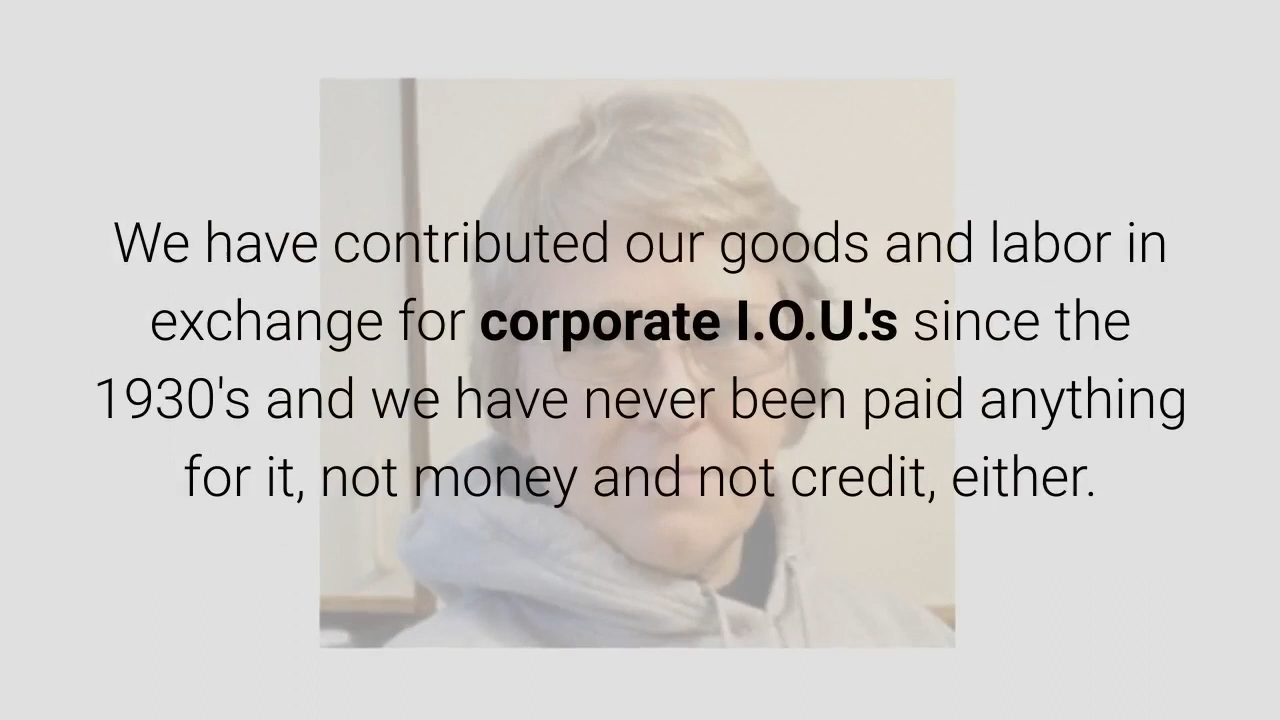 We have contributed our goods and labor in
exchange for corporate I.O.U.'s since the
1930's and we have never been paid anything
for it, not money and not credit, either.